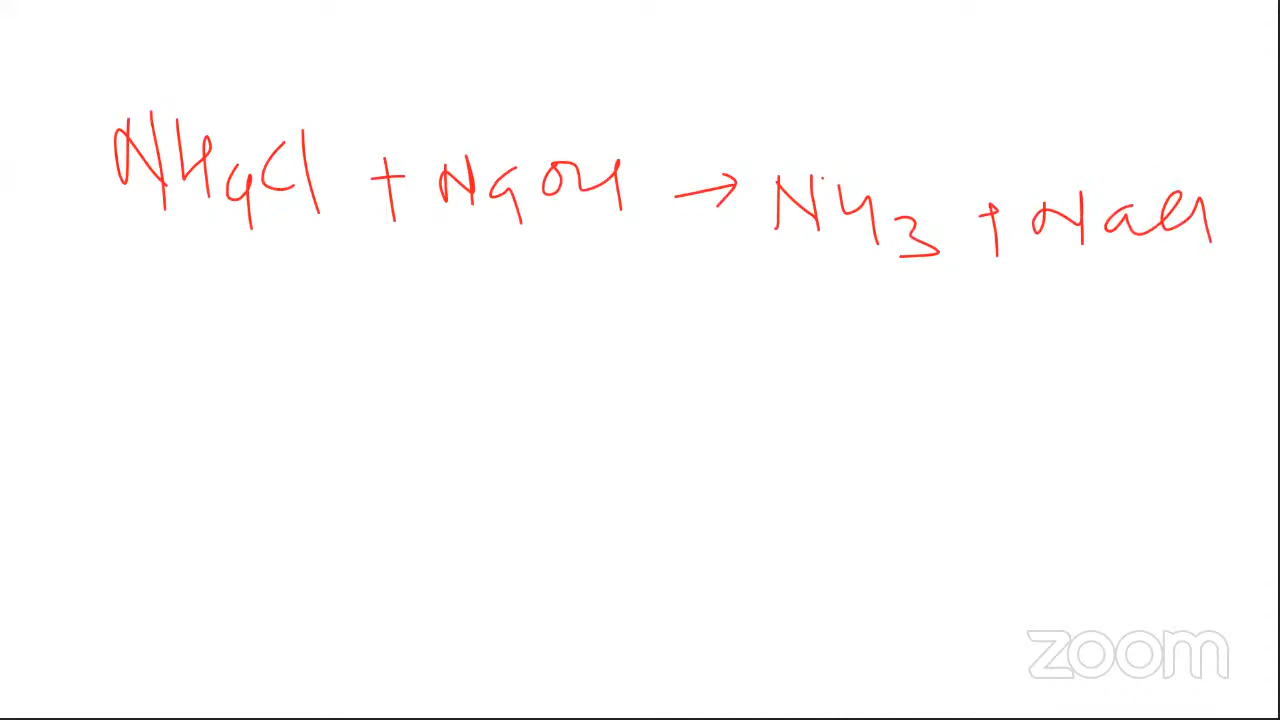 NH4Cl + NaOH → NH3 + NaCl
zoom